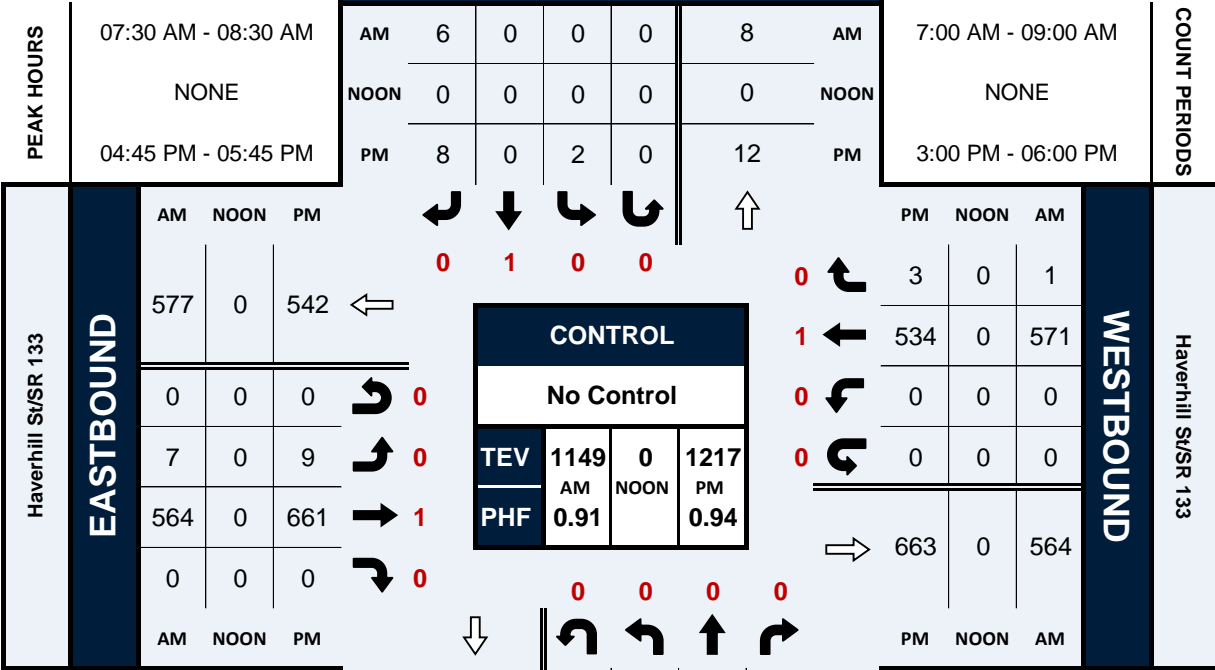 PEAK HOURS
07:30 AM - 08:30 AM
NONE
04:45 PM - 05:45 PM
AM 6 0 0 0 8 AM
NOON 0 0 0 0 0 NOON
PM 8 0 2 0 12 PM
7:00 AM - 09:00 AM
NONE
3:00 PM - 06:00 PM
COUNT PERIODS
0 1 0 0
Haverhill St/SR 133
EASTBOUND
AM NOON PM
577 0 542
0 0 0 0
7 0 9 0
564 0 661 1
0 0 0 0
AM NOON PM
CONTROL
No Control
TEV 1149 0 1217
AM NOON PM
PHF 0.91 0.94
PM NOON AM
0 3 0 1
1 534 0 571
0 0 0 0
0 0 0 0
663 0 564
PM NOON AM
WESTBOUND
Haverhill St/SR 133
0 0 0 0